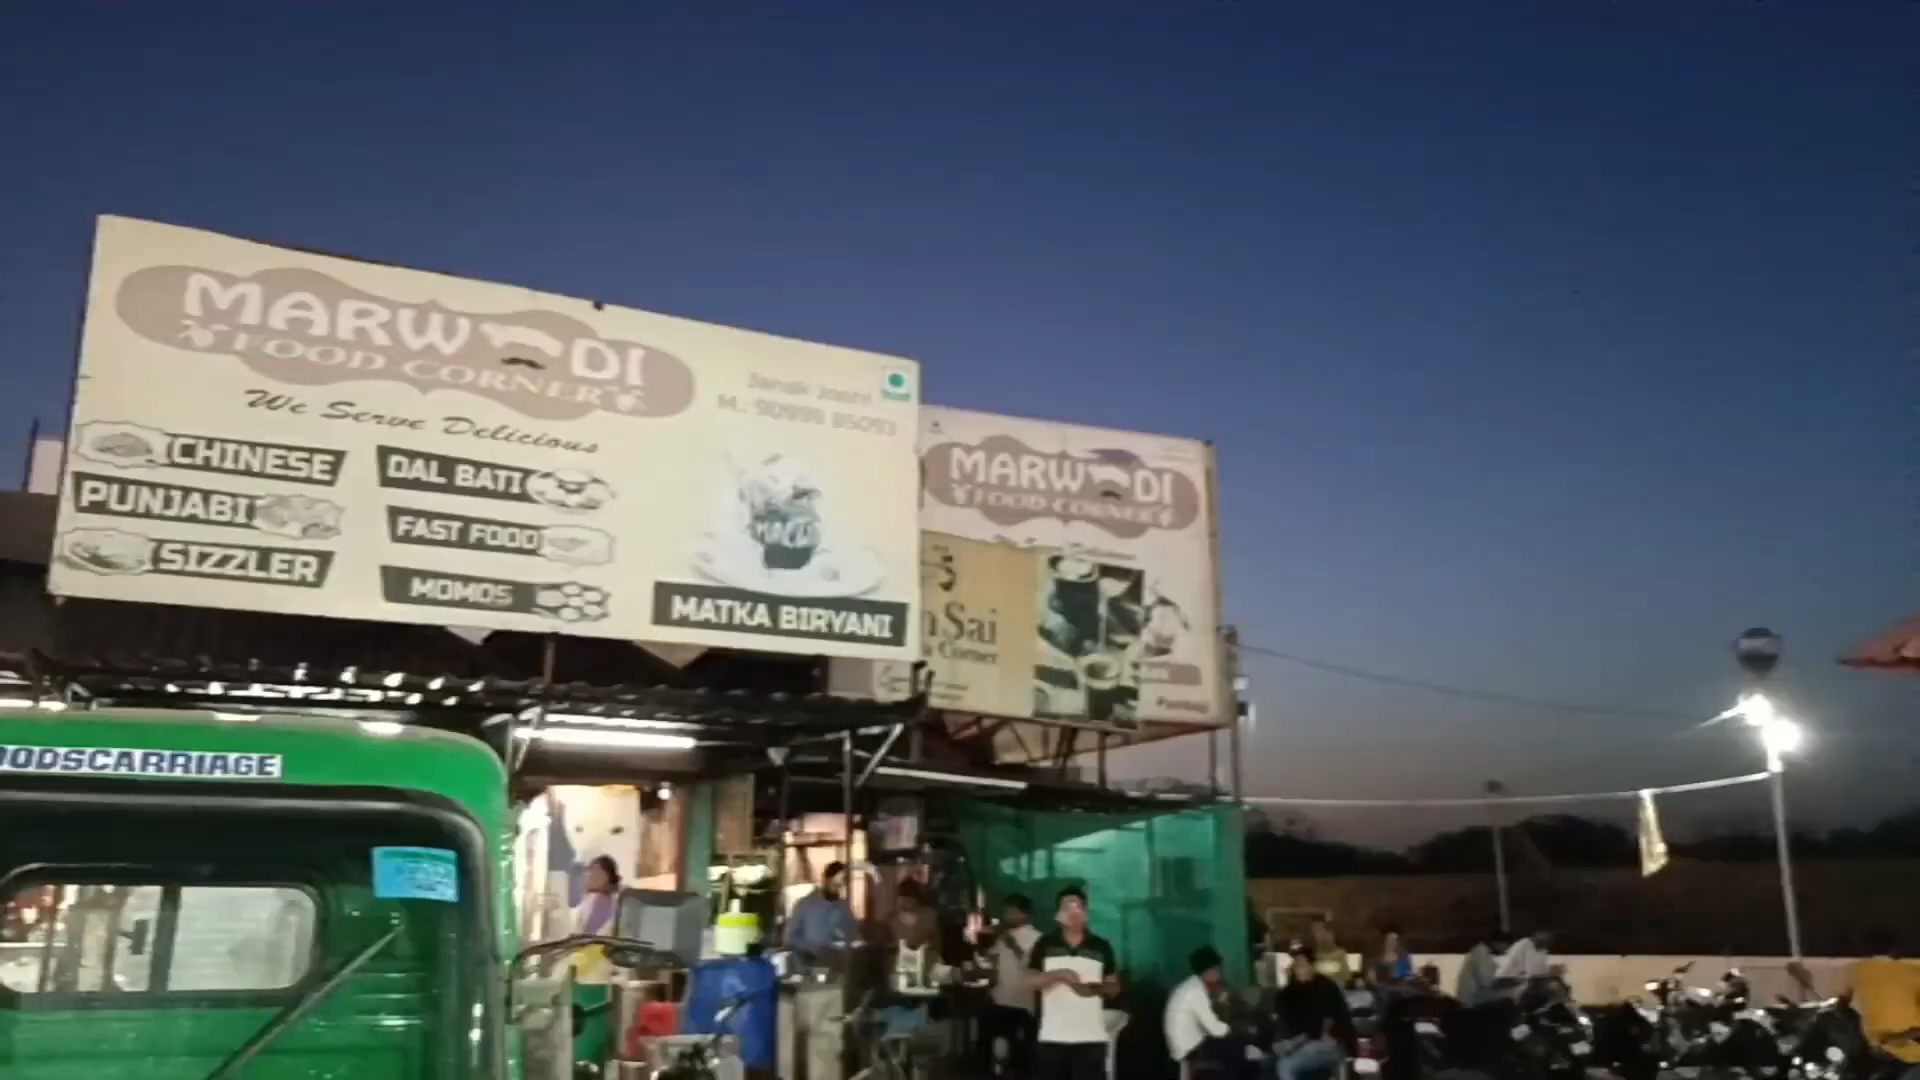 MARWADI
FOOD CORNER
We Serve Delicious
CHINESE
PUNJABI
SIZZLER
DAL BATI
FAST FOOD
MOMOS
MATKA BIRYANI
MARWADI
FOOD CORNER
Sai
Corner
OODSCARRIAGE